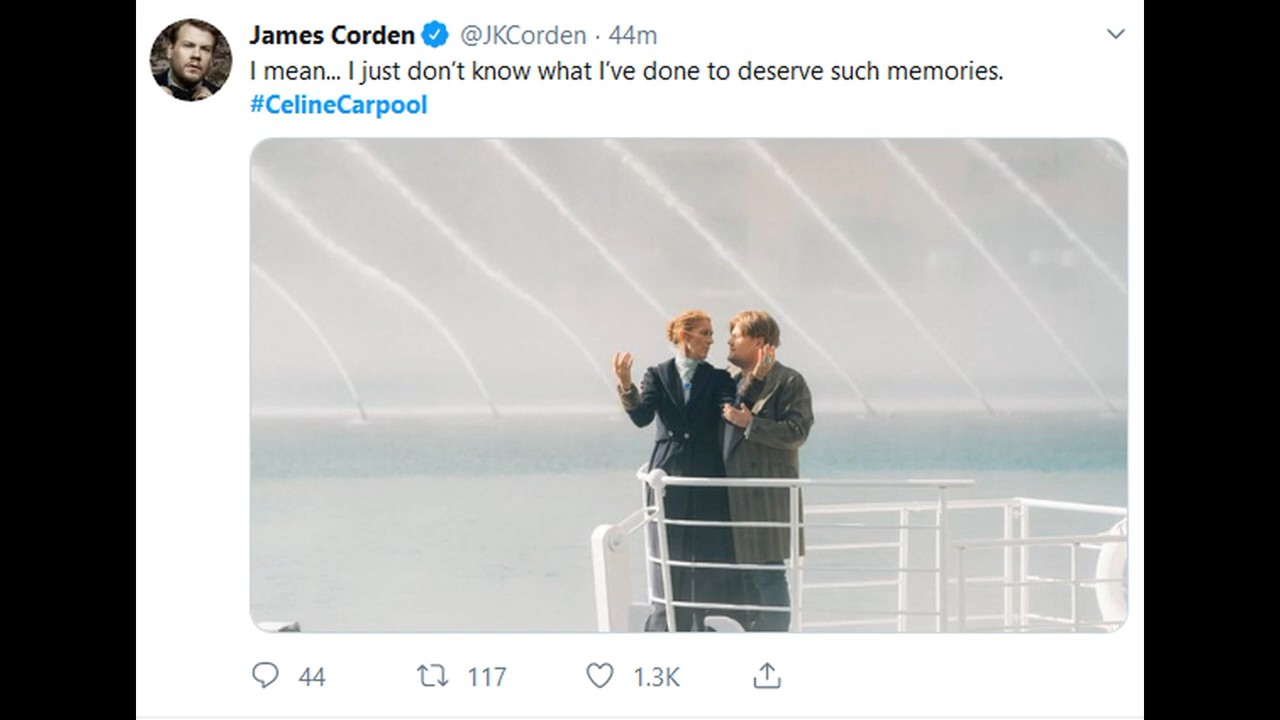 James Corden @JKCorden · 44m
I mean... I just don’t know what I’ve done to deserve such memories.
#CelineCarpool
44 117 1.3K